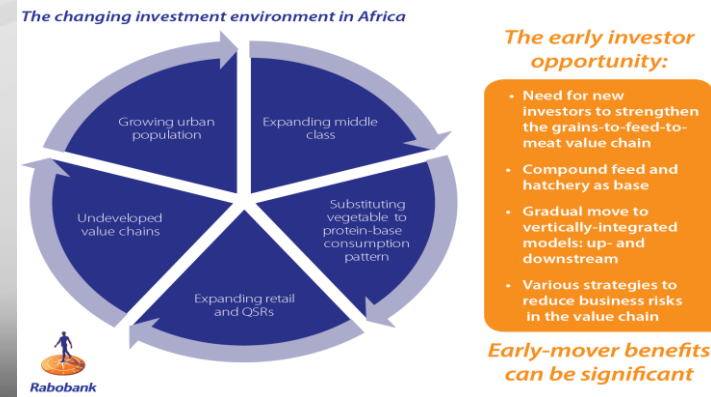 The changing investment environment in Africa
Growing urban
population
Expanding middle
class
Undeveloped
value chains
Substituting
vegetable to
protein-base
consumption
pattern
Expanding retail
and QSRs
Rabobank
The early investor
opportunity:
• Need for new
investors to strengthen
the grains-to-feed-to-
meat value chain
• Compound feed and
hatchery as base
• Gradual move to
vertically-integrated
models: up- and
downstream
• Various strategies to
reduce business risks
in the value chain
Early-mover benefits
can be significant